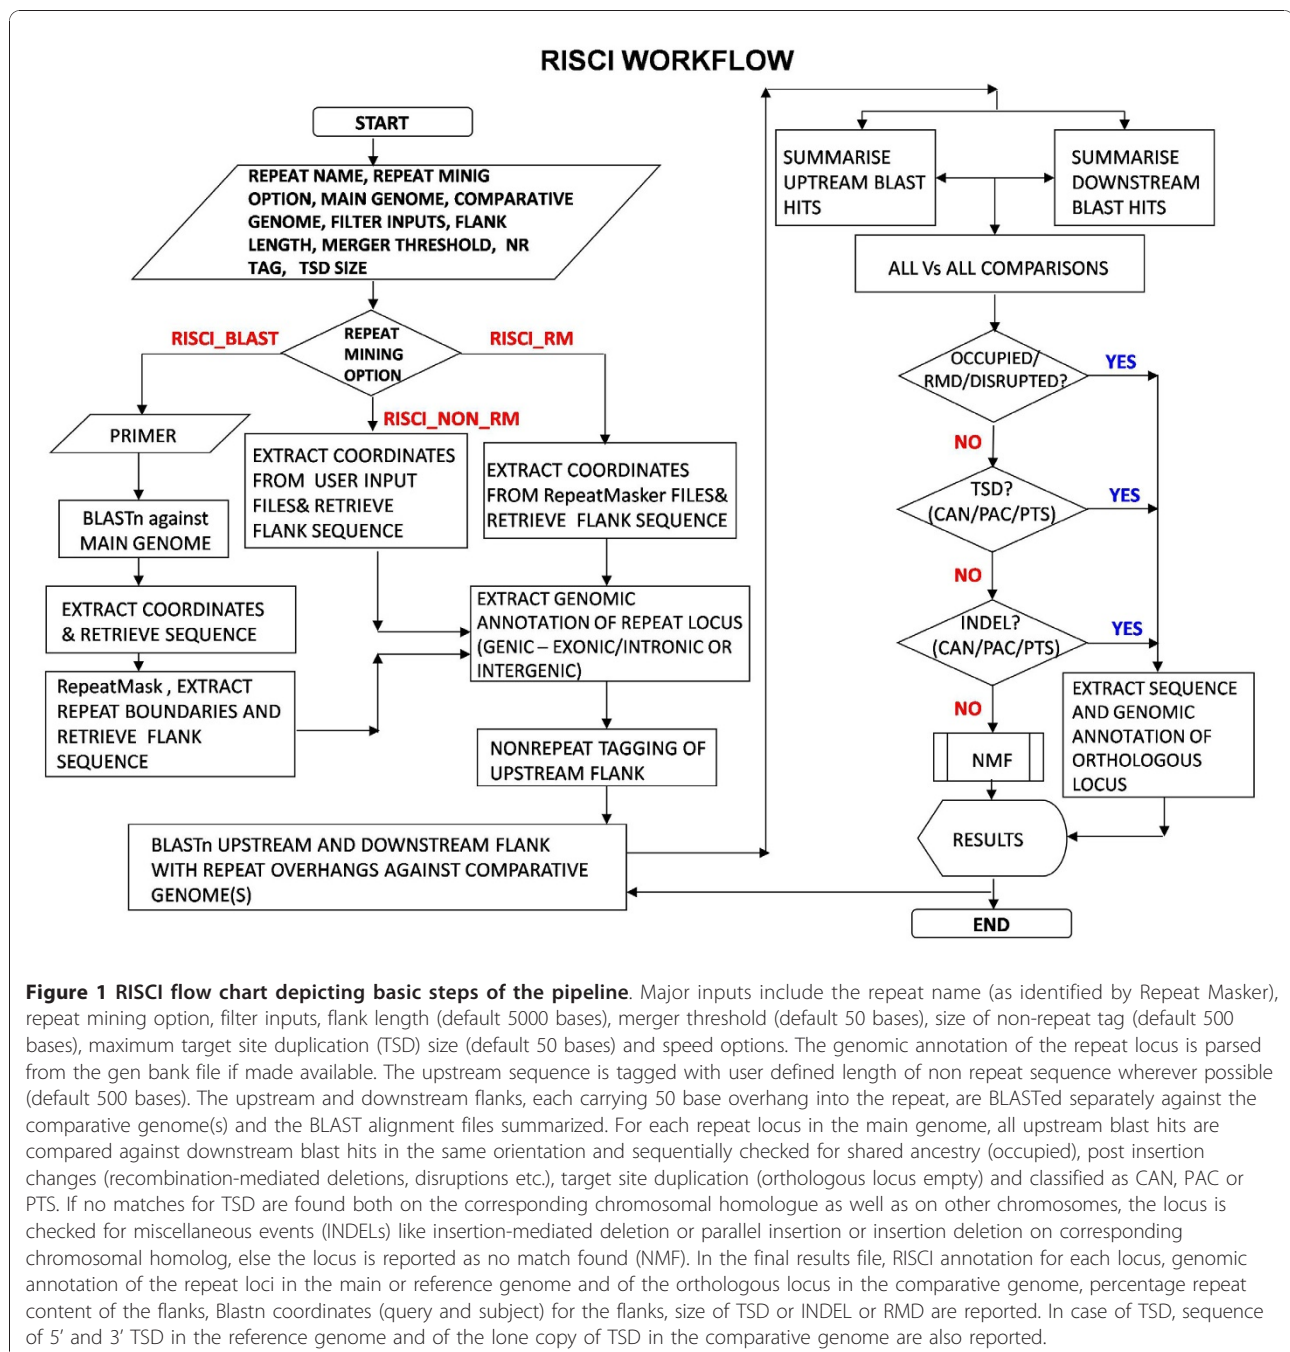 RISCI WORKFLOW
START
REPEAT NAME, REPEAT MINIG
OPTION, MAIN GENOME, COMPARATIVE
GENOME, FILTER INPUTS, FLANK
LENGTH, MERGER THRESHOLD, NR
TAG, TSD SIZE
REPEAT
MINING
OPTION
RISCI_BLAST
RISCI_RM
RISCI_NON_RM
PRIMER
BLASTn against
MAIN GENOME
EXTRACT COORDINATES
& RETRIEVE SEQUENCE
RepeatMask , EXTRACT
REPEAT BOUNDARIES AND
RETRIEVE FLANK
SEQUENCE
EXTRACT COORDINATES
FROM USER INPUT
FILES& RETRIEVE
FLANK SEQUENCE
EXTRACT COORDINATES
FROM RepeatMasker FILES&
RETRIEVE FLANK SEQUENCE
EXTRACT GENOMIC
ANNOTATION OF REPEAT LOCUS
(GENIC – EXONIC/INTRONIC OR
INTERGENIC)
NONREPEAT TAGGING OF
UPSTREAM FLANK
BLASTn UPSTREAM AND DOWNSTREAM FLANK
WITH REPEAT OVERHANGS AGAINST COMPARATIVE
GENOME(S)
SUMMARISE
UPTREAM BLAST
HITS
SUMMARISE
DOWNSTREAM
BLAST HITS
ALL Vs ALL COMPARISONS
OCCUPIED/
RMD/DISRUPTED?
YES
NO
TSD?
(CAN/PAC/PTS)
YES
NO
INDEL?
(CAN/PAC/PTS)
YES
NO
NMF
EXTRACT SEQUENCE
AND GENOMIC
ANNOTATION OF
ORTHOLOGOUS
LOCUS
RESULTS
END
Figure 1 RISCI flow chart depicting basic steps of the pipeline. Major inputs include the repeat name (as identified by Repeat Masker),
repeat mining option, filter inputs, flank length (default 5000 bases), merger threshold (default 50 bases), size of non-repeat tag (default 500
bases), maximum target site duplication (TSD) size (default 50 bases) and speed options. The genomic annotation of the repeat locus is parsed
from the gen bank file if made available. The upstream sequence is tagged with user defined length of non repeat sequence wherever possible
(default 500 bases). The upstream and downstream flanks, each carrying 50 base overhang into the repeat, are BLASTed separately against the
comparative genome(s) and the BLAST alignment files summarized. For each repeat locus in the main genome, all upstream blast hits are
compared against downstream blast hits in the same orientation and sequentially checked for shared ancestry (occupied), post insertion
changes (recombination-mediated deletions, disruptions etc.), target site duplication (orthologous locus empty) and classified as CAN, PAC or
PTS. If no matches for TSD are found both on the corresponding chromosomal homologue as well as on other chromosomes, the locus is
checked for miscellaneous events (INDELs) like insertion-mediated deletion or parallel insertion or insertion deletion on corresponding
chromosomal homolog, else the locus is reported as no match found (NMF). In the final results file, RISCI annotation for each locus, genomic
annotation of the repeat loci in the main or reference genome and of the orthologous locus in the comparative genome, percentage repeat
content of the flanks, Blastn coordinates (query and subject) for the flanks, size of TSD or INDEL or RMD are reported. In case of TSD, sequence
of 5’ and 3’ TSD in the reference genome and of the lone copy of TSD in the comparative genome are also reported.